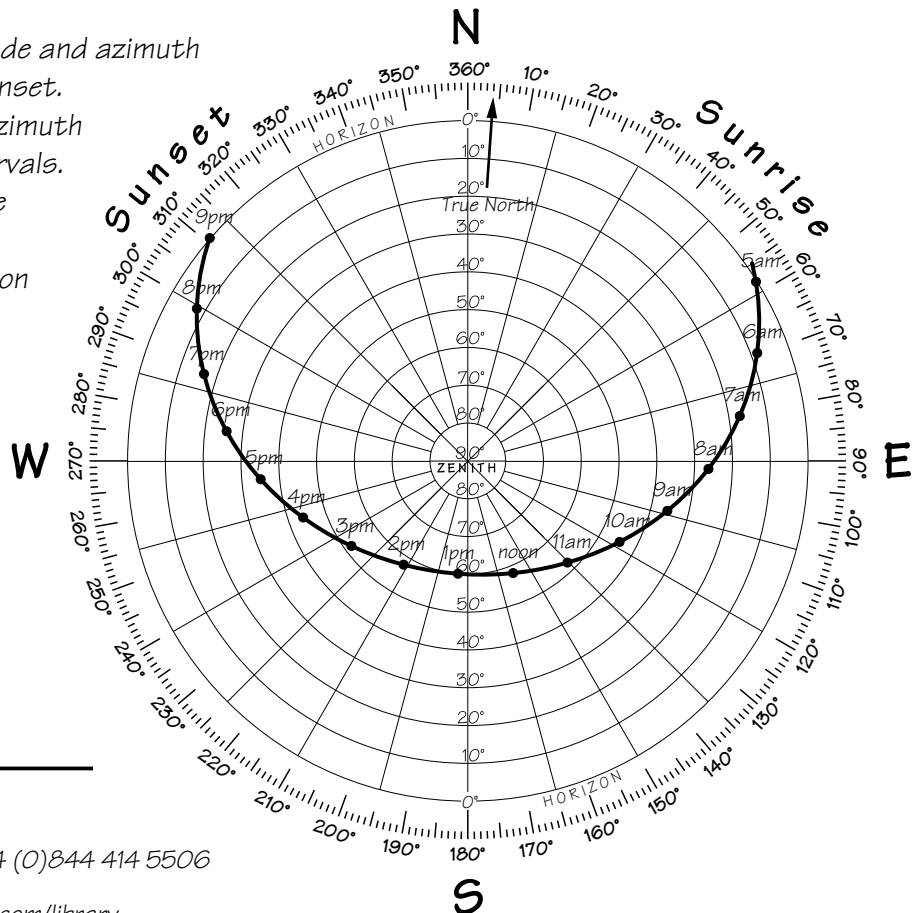 de and azimuth
nset.
zimuth
rvals.
e
on
N
360° 10° 20° 30° 40° 50° 60° 70° 80° 90° 100° 110° 120° 130° 140° 150° 160° 170° 180° 190° 200° 210° 220° 230° 240° 250° 260° 270° 280° 290° 300° 310° 320° 330° 340° 350°
Sunset
Sunrise
HORIZON
0°
10°
20°
True North
30°
40°
50°
60°
70°
80°
90°
ZENITH
80°
70°
60°
50°
40°
30°
20°
10°
0°
HORIZON
5am
6am
7am
8am
9am
10am
11am
noon
1pm
2pm
3pm
4pm
5pm
6pm
7pm
8pm
9pm
W
E
S
4 (0)844 414 5506
com/library